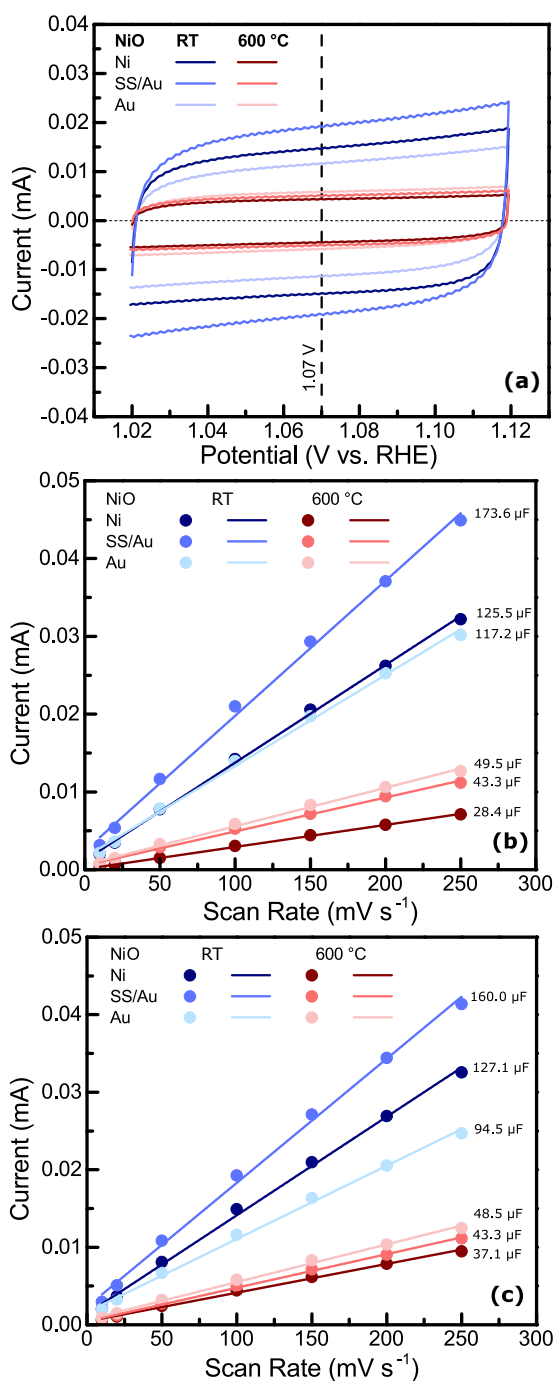 0.04
0.03
0.02
0.01
0.00
-0.01
-0.02
-0.03
-0.04
Current (mA)
NiO RT 600 °C
Ni
SS/Au
Au
1.07 V
(a)
1.02 1.04 1.06 1.08 1.10 1.12
Potential (V vs. RHE)
0.05
0.04
0.03
0.02
0.01
0.00
Current (mA)
NiO RT 600 °C
Ni
SS/Au
Au
173.6 µF
125.5 µF
117.2 µF
49.5 µF
43.3 µF
28.4 µF
(b)
0 50 100 150 200 250 300
Scan Rate (mV s⁻¹)
0.05
0.04
0.03
0.02
0.01
0.00
Current (mA)
NiO RT 600 °C
Ni
SS/Au
Au
160.0 µF
127.1 µF
94.5 µF
48.5 µF
43.3 µF
37.1 µF
(c)
0 50 100 150 200 250 300
Scan Rate (mV s⁻¹)